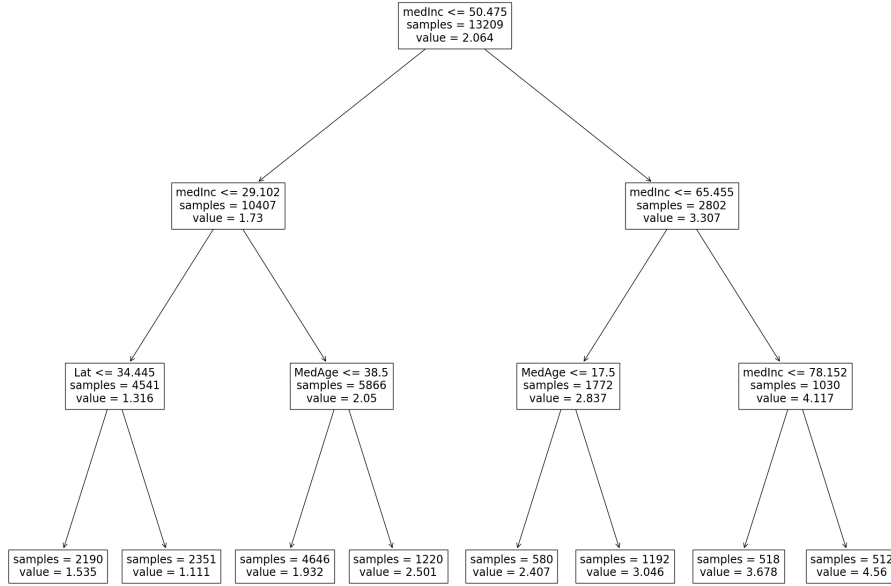 medInc <= 50.475
samples = 13209
value = 2.064
medInc <= 29.102
samples = 10407
value = 1.73
medInc <= 65.455
samples = 2802
value = 3.307
Lat <= 34.445
samples = 4541
value = 1.316
MedAge <= 38.5
samples = 5866
value = 2.05
MedAge <= 17.5
samples = 1772
value = 2.837
medInc <= 78.152
samples = 1030
value = 4.117
samples = 2190
value = 1.535
samples = 2351
value = 1.111
samples = 4646
value = 1.932
samples = 1220
value = 2.501
samples = 580
value = 2.407
samples = 1192
value = 3.046
samples = 518
value = 3.678
samples = 512
value = 4.56